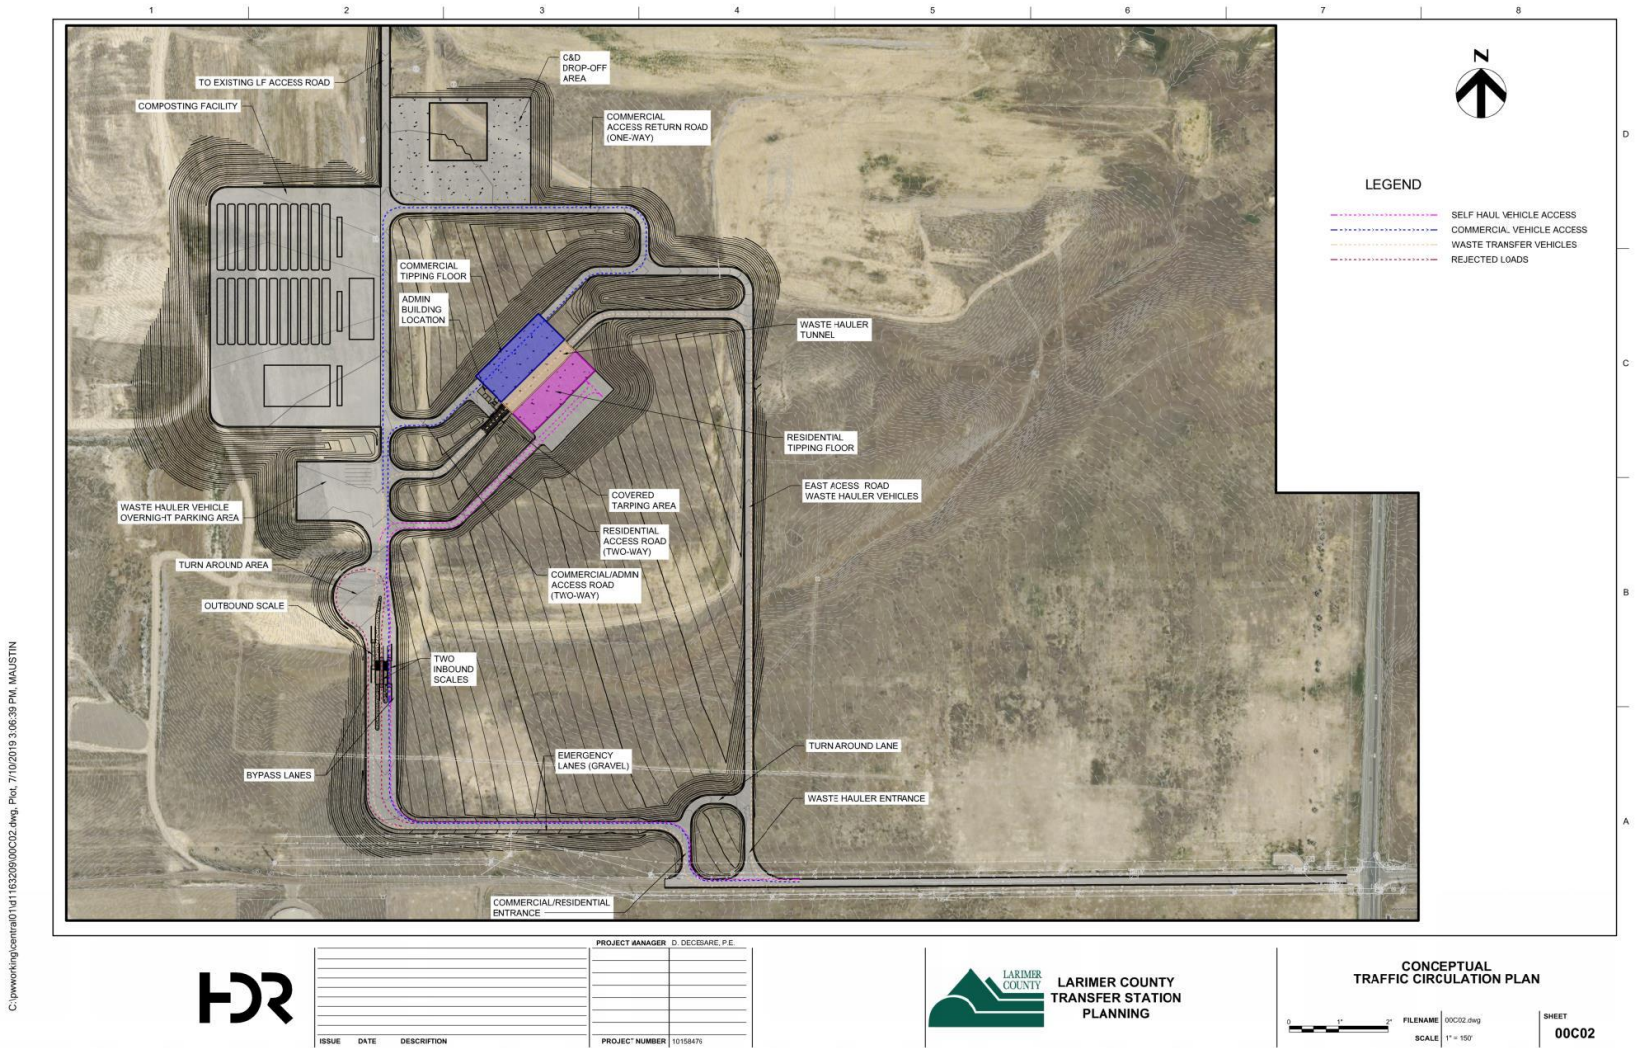 1 2 3 4 5 6 7 8
TO EXISTING LF ACCESS ROAD
COMPOSTING FACILITY
C&D
DROP-OFF
AREA
COMMERCIAL
ACCESS RETURN ROAD
(ONE-WAY)
N
D
LEGEND
SELF HAUL VEHICLE ACCESS
COMMERCIAL VEHICLE ACCESS
WASTE TRANSFER VEHICLES
REJECTED LOADS
COMMERCIAL
TIPPING FLOOR
ADMIN
BUILDING
LOCATION
WASTE HAULER
TUNNEL
C
RESIDENTIAL
TIPPING FLOOR
EAST ACESS ROAD
WASTE HAULER VEHICLES
COVERED
TARPING AREA
WASTE HAULER VEHICLE
OVERNIGHT PARKING AREA
RESIDENTIAL
ACCESS ROAD
(TWO-WAY)
TURN AROUND AREA
COMMERCIAL/ADMIN
ACCESS ROAD
(TWO-WAY)
B
OUTBOUND SCALE
TWO
INBOUND
SCALES
TURN AROUND LANE
EMERGENCY
LANES (GRAVEL)
BYPASS LANES
WASTE HAULER ENTRANCE
A
COMMERCIAL/RESIDENTIAL
ENTRANCE
C:\pwworking\central01\d1163209\00C02.dwg, Plot, 7/10/2019 3:06:39 PM, MAUSTIN
HDR
ISSUE DATE DESCRIPTION
PROJECT MANAGER D. DECESARE, P.E.
PROJECT NUMBER 10158476
LARIMER
COUNTY
LARIMER COUNTY
TRANSFER STATION
PLANNING
CONCEPTUAL
TRAFFIC CIRCULATION PLAN
0 1" 2"
FILENAME 00C02.dwg
SCALE 1" = 150'
SHEET
00C02